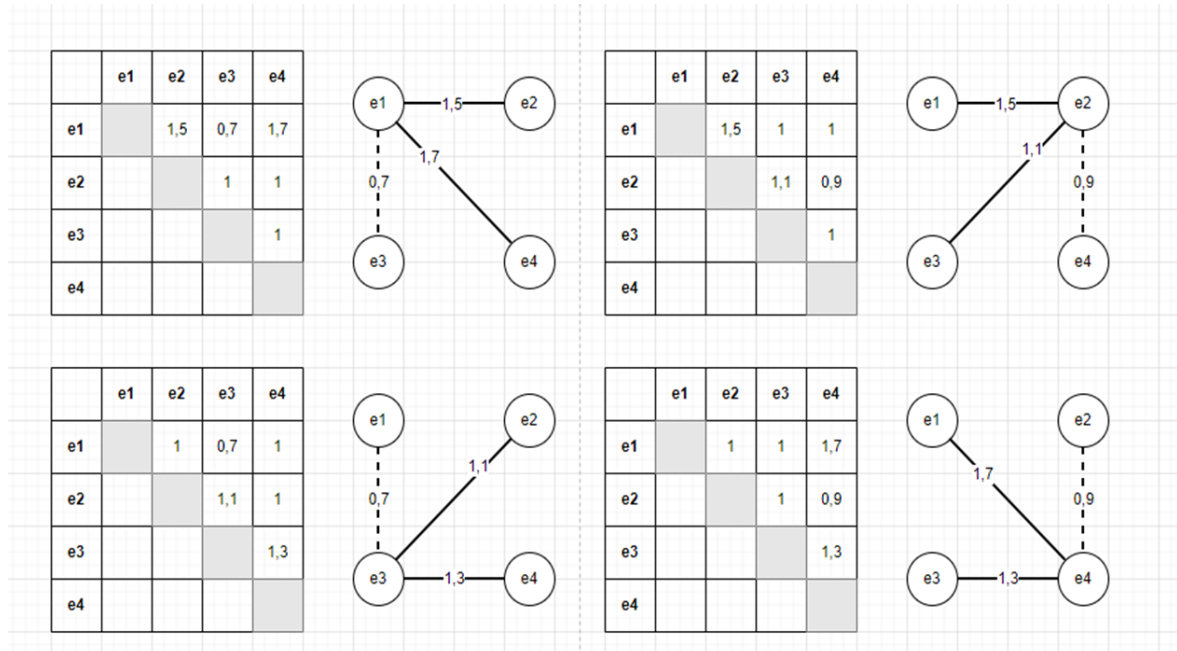 e1 e2 e3 e4
e1 1,5 0,7 1,7
e2 1 1
e3 1
e4
e1 1,5 e2
1,7
0,7
e3 e4
e1 e2 e3 e4
e1 1,5 1 1
e2 1,1 0,9
e3 1
e4
e1 1,5 e2
1,1
0,9
e3 e4
e1 e2 e3 e4
e1 1 0,7 1
e2 1,1 1
e3 1,3
e4
e1 e2
1,1
0,7
e3 1,3 e4
e1 e2 e3 e4
e1 1 1 1,7
e2 1 0,9
e3 1,3
e4
e1 e2
1,7
0,9
e3 1,3 e4